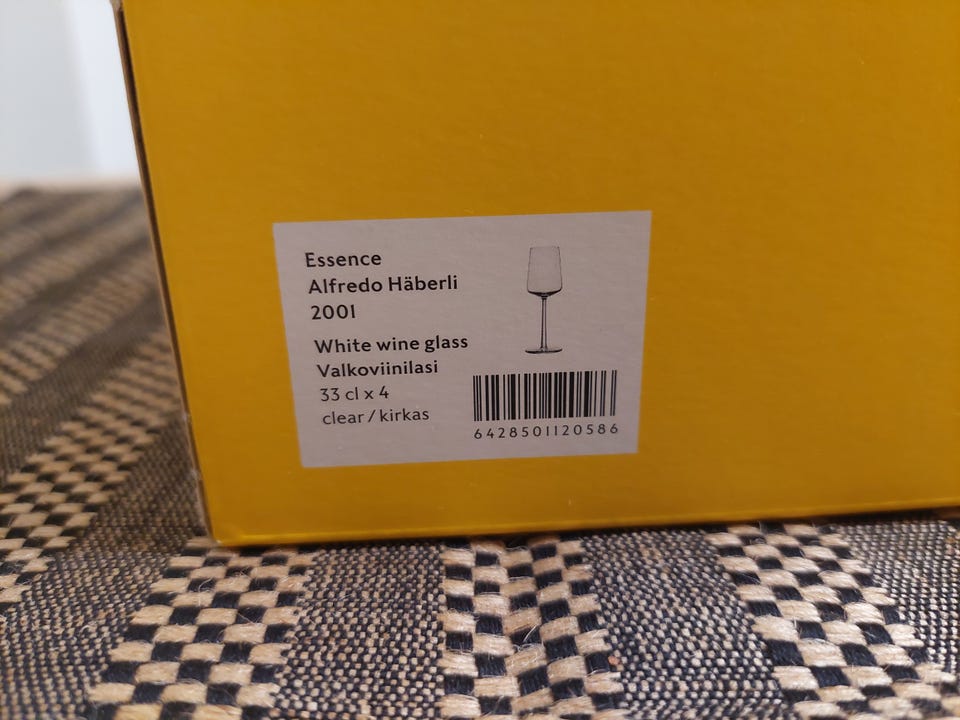 Essence
Alfredo Häberli
2001
White wine glass
Valkoviinilasi
33 cl x 4
clear / kirkas
6428501120586